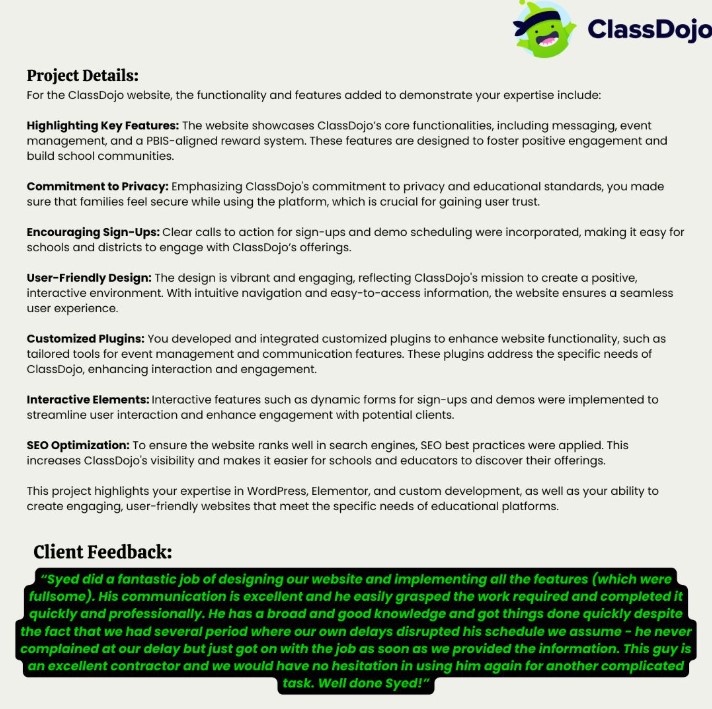 ClassDojo
Project Details:
For the ClassDojo website, the functionality and features added to demonstrate your expertise include:
Highlighting Key Features: The website showcases ClassDojo's core functionalities, including messaging, event
management, and a PBIS-aligned reward system. These features are designed to foster positive engagement and
build school communities.
Commitment to Privacy: Emphasizing ClassDojo's commitment to privacy and educational standards, you made
sure that families feel secure while using the platform, which is crucial for gaining user trust.
Encouraging Sign-Ups: Clear calls to action for sign-ups and demo scheduling were incorporated, making it easy for
schools and districts to engage with ClassDojo's offerings.
User-Friendly Design: The design is vibrant and engaging, reflecting ClassDojo's mission to create a positive,
interactive environment. With intuitive navigation and easy-to-access information, the website ensures a seamless
user experience.
Customized Plugins: You developed and integrated customized plugins to enhance website functionality, such as
tailored tools for event management and communication features. These plugins address the specific needs of
ClassDojo, enhancing interaction and engagement.
Interactive Elements: Interactive features such as dynamic forms for sign-ups and demos were implemented to
streamline user interaction and enhance engagement with potential clients.
SEO Optimization: To ensure the website ranks well in search engines, SEO best practices were applied. This
increases ClassDojo's visibility and makes it easier for schools and educators to discover their offerings.
This project highlights your expertise in WordPress, Elementor, and custom development, as well as your ability to
create engaging, user-friendly websites that meet the specific needs of educational platforms.
Client Feedback:
"Syed did a fantastic job of designing our website and implementing all the features (which were
fullsome). His communication is excellent and he easily grasped the work required and completed it
quickly and professionally. He has a broad and good knowledge and got things done quickly despite
the fact that we had several period where our own delays disrupted his schedule we assume - he never
complained at our delay but just got on with the job as soon as we provided the information. This guy is
an excellent contractor and we would have no hesitation in using him again for another complicated
task. Well done Syed!"